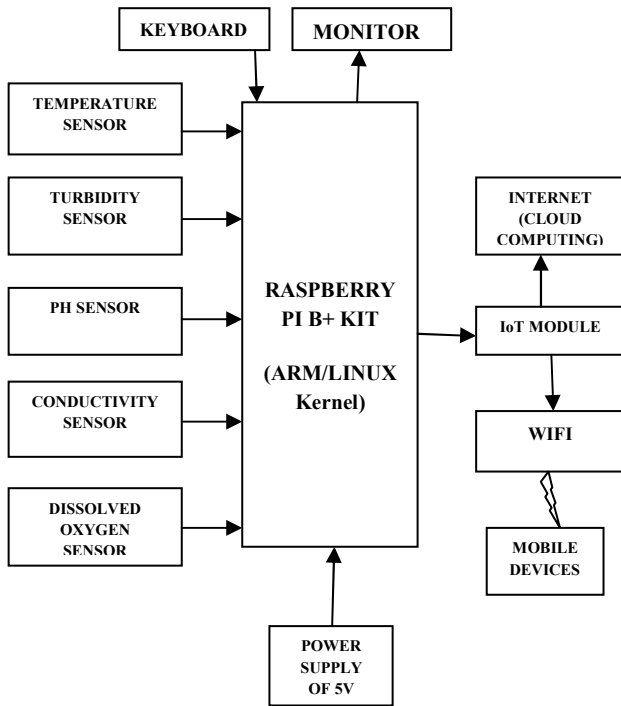 KEYBOARD
MONITOR
TEMPERATURE
SENSOR
TURBIDITY
SENSOR
PH SENSOR
CONDUCTIVITY
SENSOR
DISSOLVED
OXYGEN
SENSOR
RASPBERRY
PI B+ KIT
(ARM/LINUX
Kernel)
INTERNET
(CLOUD
COMPUTING)
IoT MODULE
WIFI
MOBILE
DEVICES
POWER
SUPPLY
OF 5V